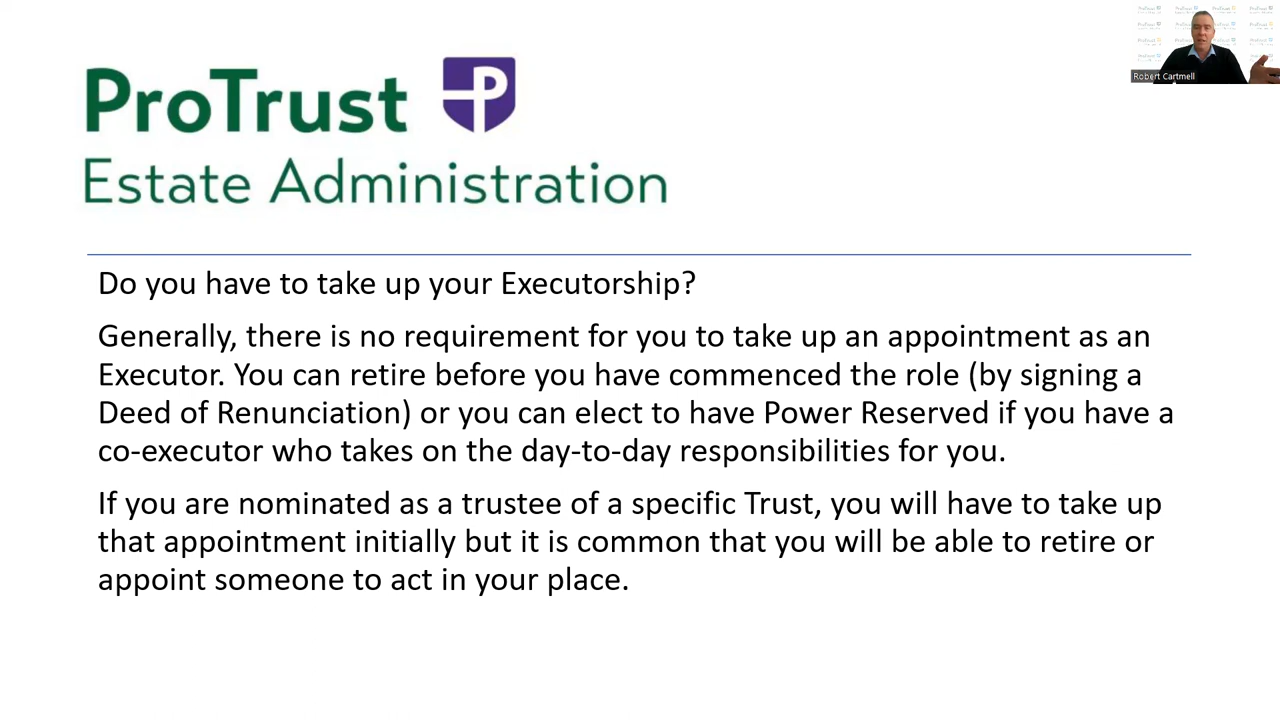 ProTrust
Estate Administration
Robert Cartmell
Do you have to take up your Executorship?
Generally, there is no requirement for you to take up an appointment as an
Executor. You can retire before you have commenced the role (by signing a
Deed of Renunciation) or you can elect to have Power Reserved if you have a
co-executor who takes on the day-to-day responsibilities for you.
If you are nominated as a trustee of a specific Trust, you will have to take up
that appointment initially but it is common that you will be able to retire or
appoint someone to act in your place.